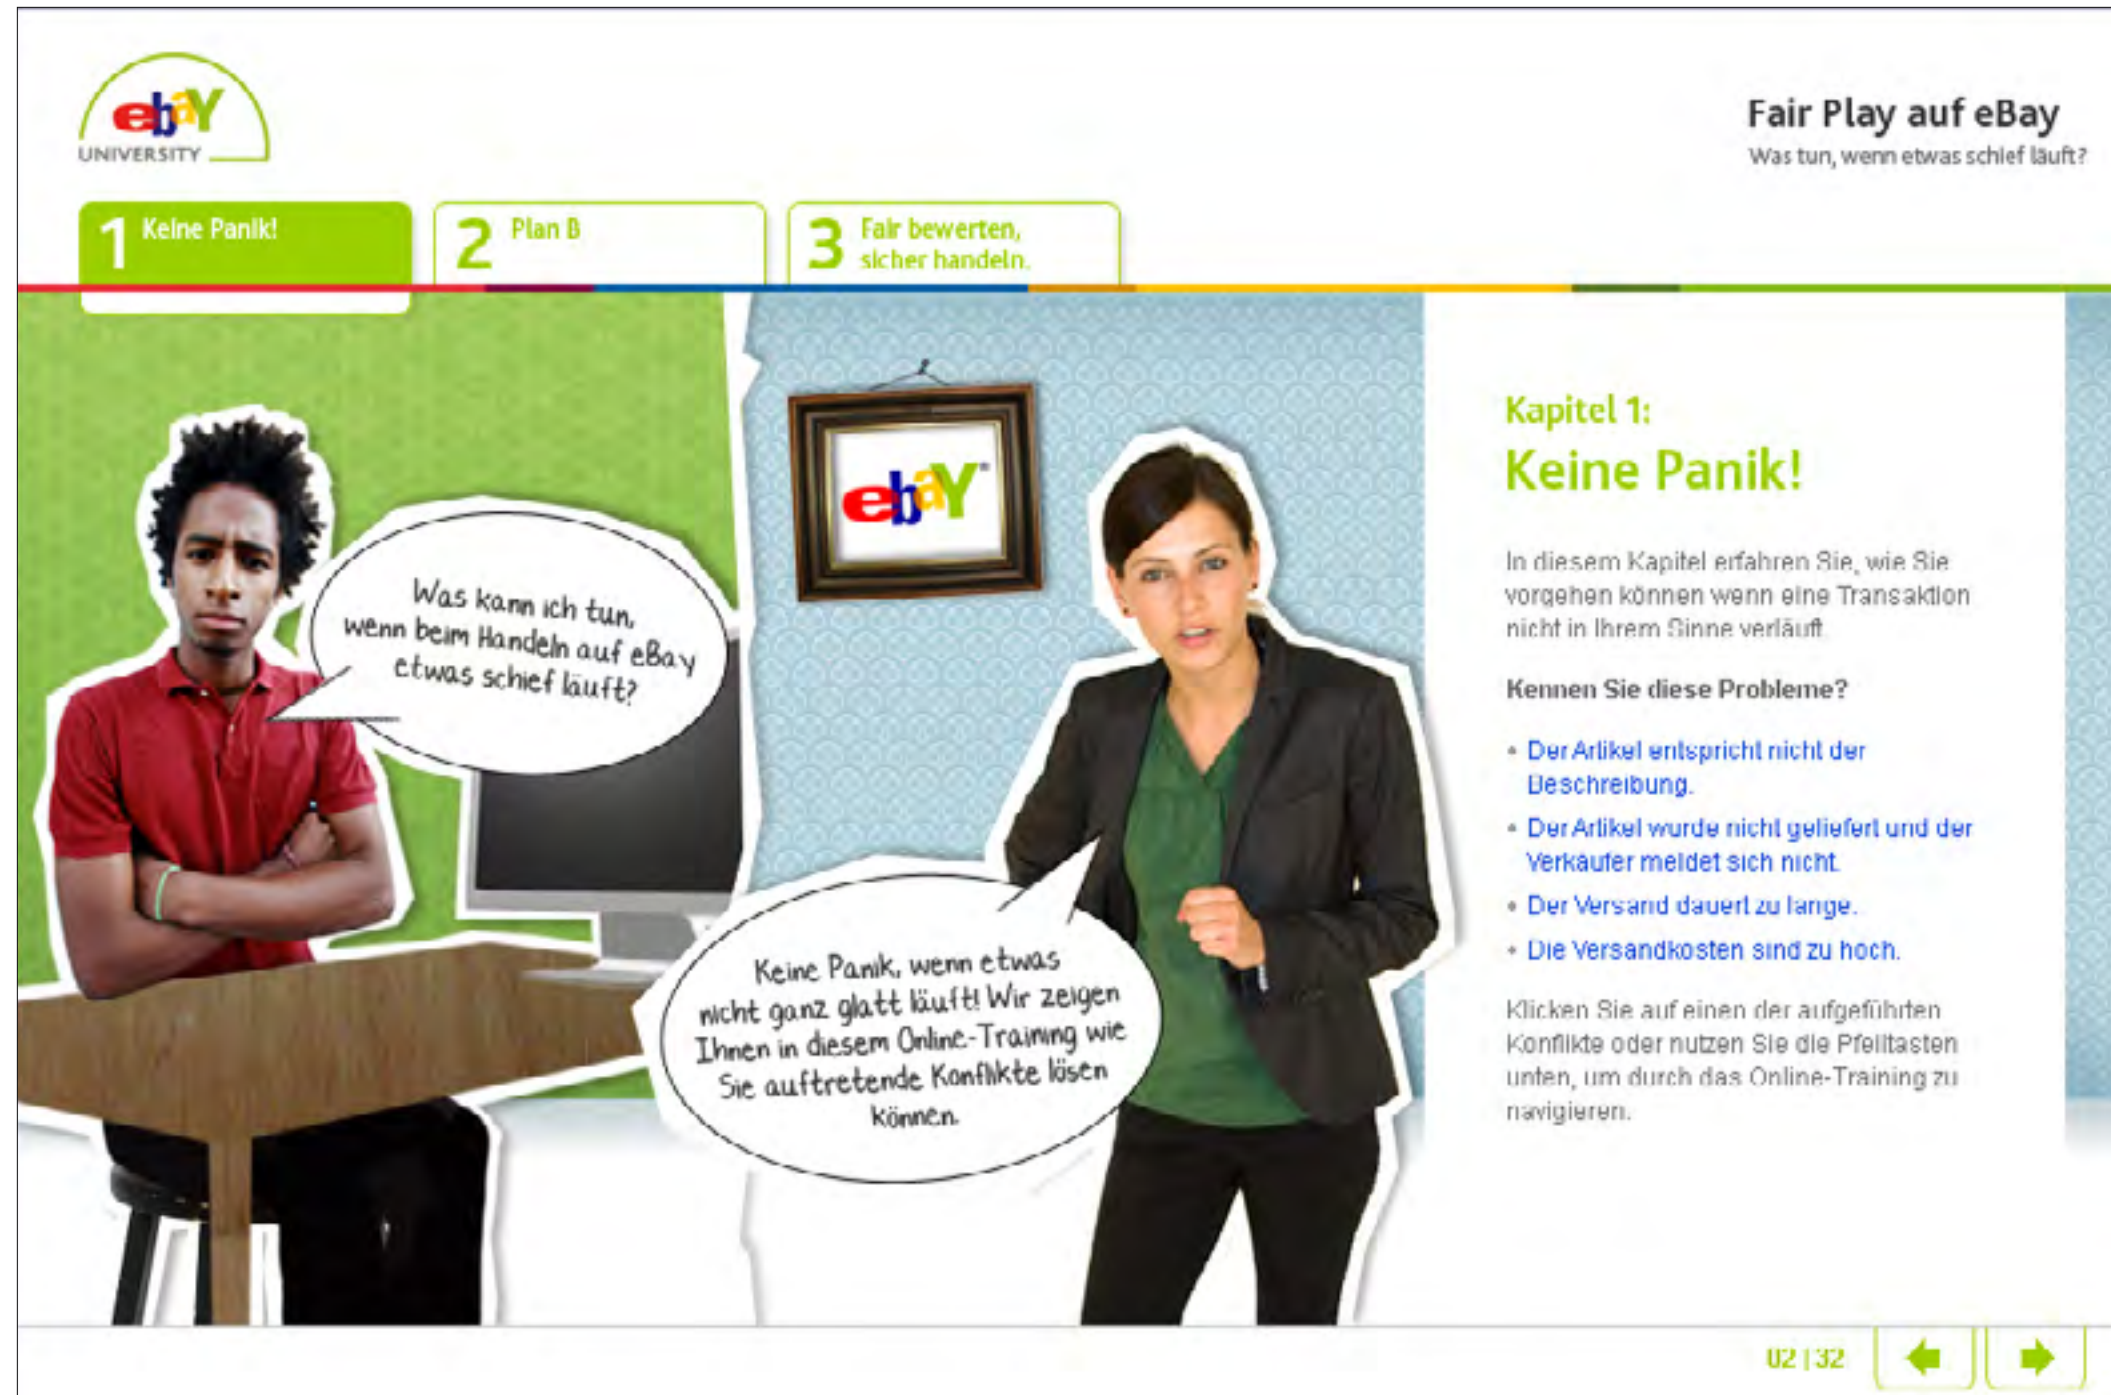 ebay
UNIVERSITY
Fair Play auf eBay
Was tun, wenn etwas schief läuft?
1 Keine Panik!
2 Plan B
3 Fair bewerten,
sicher handeln.
Was kann ich tun,
wenn beim Handeln auf eBay
etwas schief läuft?
ebay®
Keine Panik, wenn etwas
nicht ganz glatt läuft! Wir zeigen
Ihnen in diesem Online-Training wie
Sie auftretende Konflikte lösen
können.
Kapitel 1:
Keine Panik!
In diesem Kapitel erfahren Sie, wie Sie
vorgehen können wenn eine Transaktion
nicht in Ihrem Sinne verläuft.
Kennen Sie diese Probleme?
• Der Artikel entspricht nicht der
Beschreibung.
• Der Artikel wurde nicht geliefert und der
Verkäufer meldet sich nicht.
• Der Versand dauert zu lange.
• Die Versandkosten sind zu hoch.
Klicken Sie auf einen der aufgeführten
Konflikte oder nutzen Sie die Pfeiltasten
unten, um durch das Online-Training zu
navigieren.
02 | 32